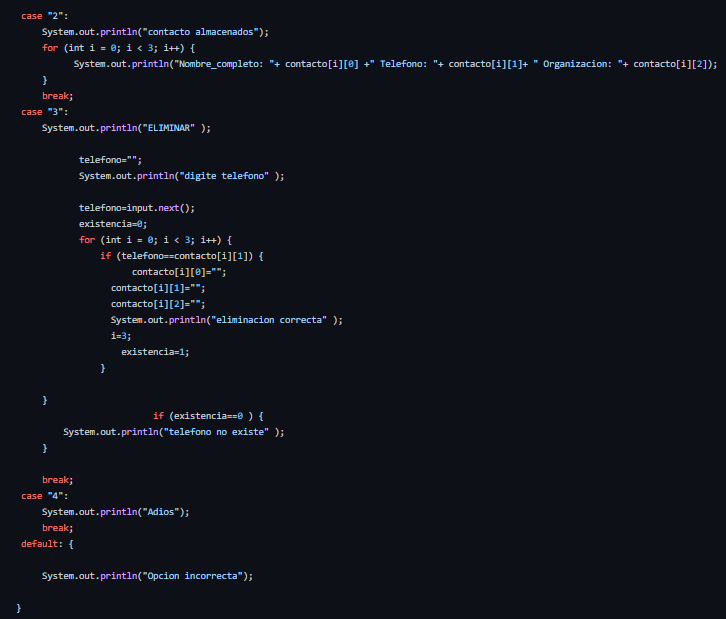 case "2":
System.out.println("contacto almacenados");
for (int i = 0; i < 3; i++) {
System.out.println("Nombre_completo: "+ contacto[i][0] +" Telefono: "+ contacto[i][1]+ " Organizacion: "+ contacto[i][2]);
}
break;
case "3":
System.out.println("ELIMINAR" );
telefono="";
System.out.println("digite telefono" );
telefono=input.next();
existencia=0;
for (int i = 0; i < 3; i++) {
if (telefono==contacto[i][1]) {
contacto[i][0]="";
contacto[i][1]="";
contacto[i][2]="";
System.out.println("eliminacion correcta" );
i=3;
existencia=1;
}
}
if (existencia==0 ) {
System.out.println("telefono no existe" );
}
break;
case "4":
System.out.println("Adios");
break;
default: {
System.out.println("Opcion incorrecta");
}